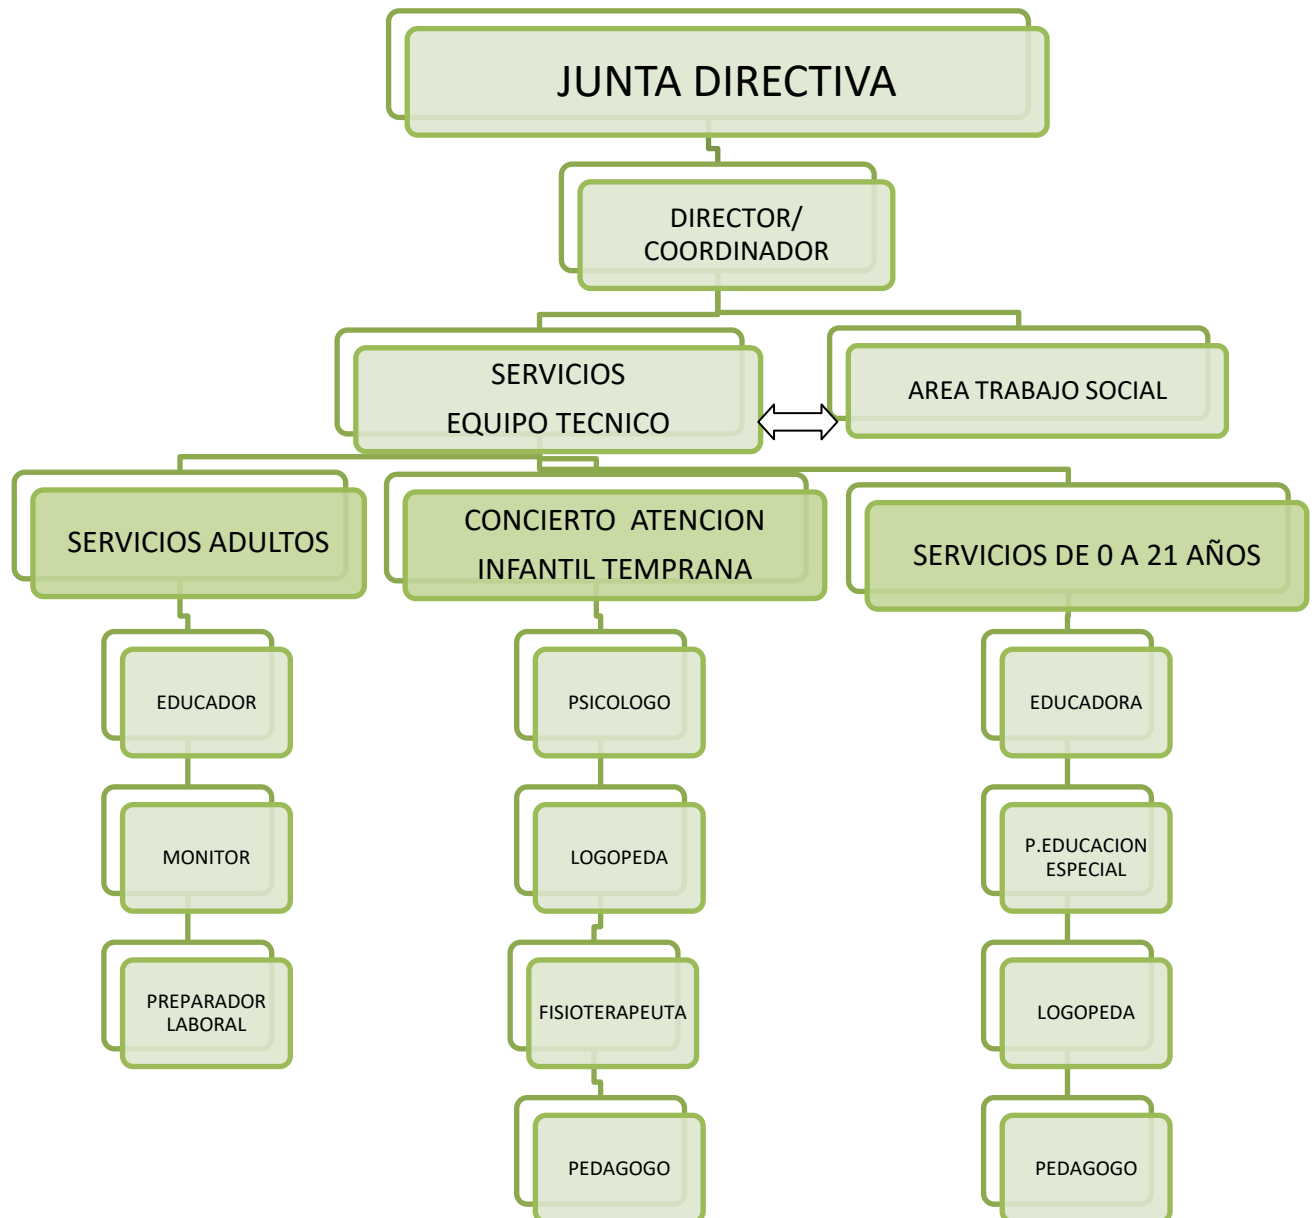 JUNTA DIRECTIVA
DIRECTOR/
COORDINADOR
SERVICIOS
EQUIPO TECNICO
AREA TRABAJO SOCIAL
SERVICIOS ADULTOS
CONCIERTO ATENCION
INFANTIL TEMPRANA
SERVICIOS DE 0 A 21 AÑOS
EDUCADOR
PSICOLOGO
EDUCADORA
MONITOR
LOGOPEDA
P.EDUCACION
ESPECIAL
PREPARADOR
LABORAL
FISIOTERAPEUTA
LOGOPEDA
PEDAGOGO
PEDAGOGO